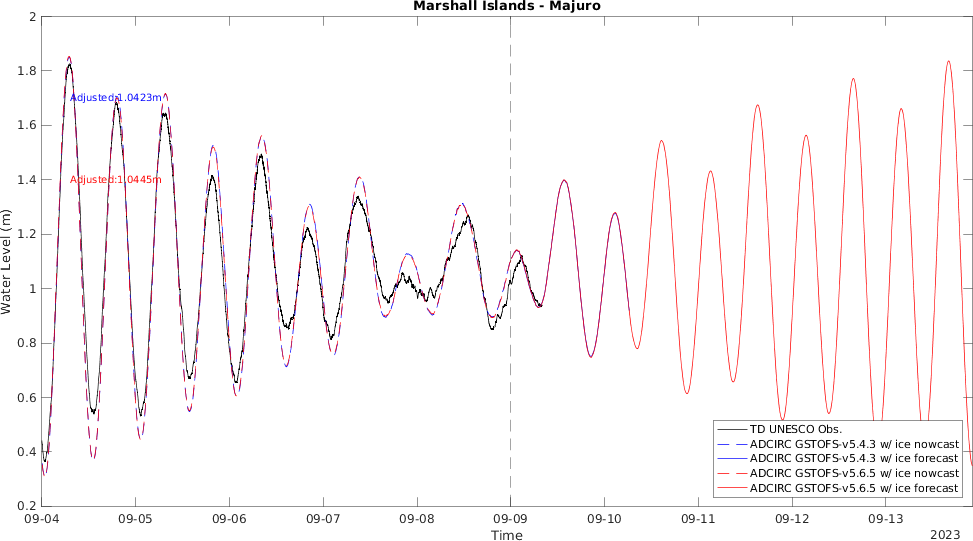 Marshall Islands - Majuro
2
1.8
Adjusted:1.0423m
1.6
1.4
Adjusted:1.0445m
1.2
Water Level (m)
1
0.8
0.6
TD UNESCO Obs.
ADCIRC GSTOFS-v5.4.3 w/ ice nowcast
0.4
ADCIRC GSTOFS-v5.4.3 w/ ice forecast
ADCIRC GSTOFS-v5.6.5 w/ ice nowcast
ADCIRC GSTOFS-v5.6.5 w/ ice forecast
0.2
09-04 09-05 09-06 09-07 09-08 09-09 09-10 09-11 09-12 09-13
Time
2023